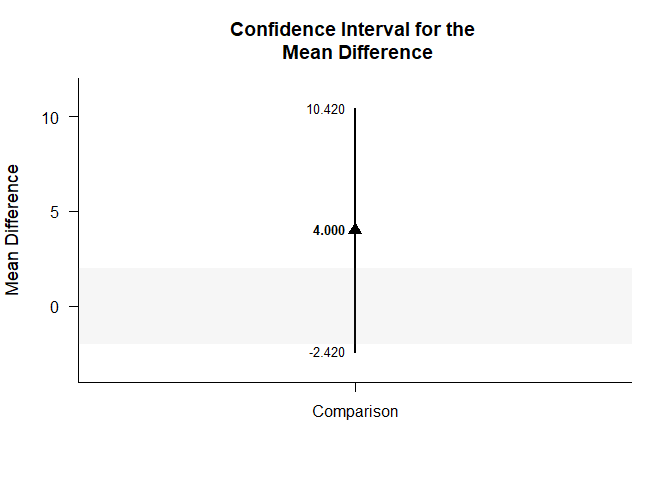 Confidence Interval for the
Mean Difference
10.420
10
Mean Difference
5
4.000
0
-2.420
Comparison